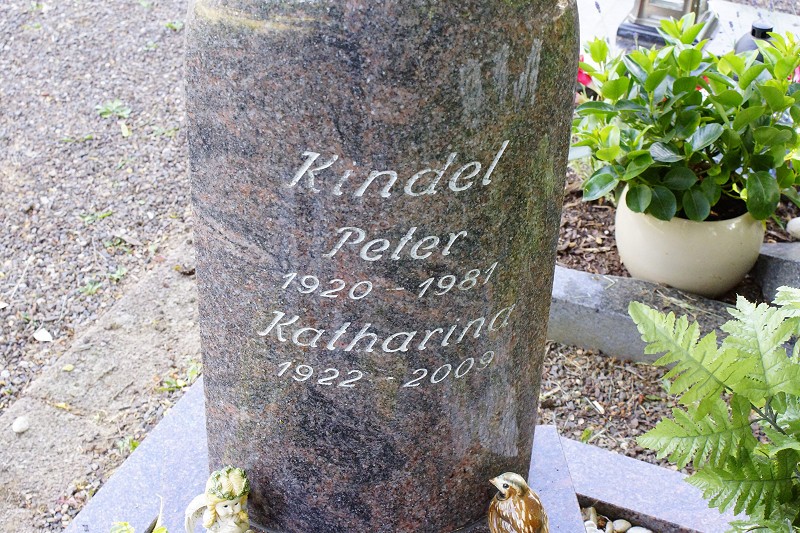 Kindel
Peter
1920 - 1981
Katharina
1922 - 2009